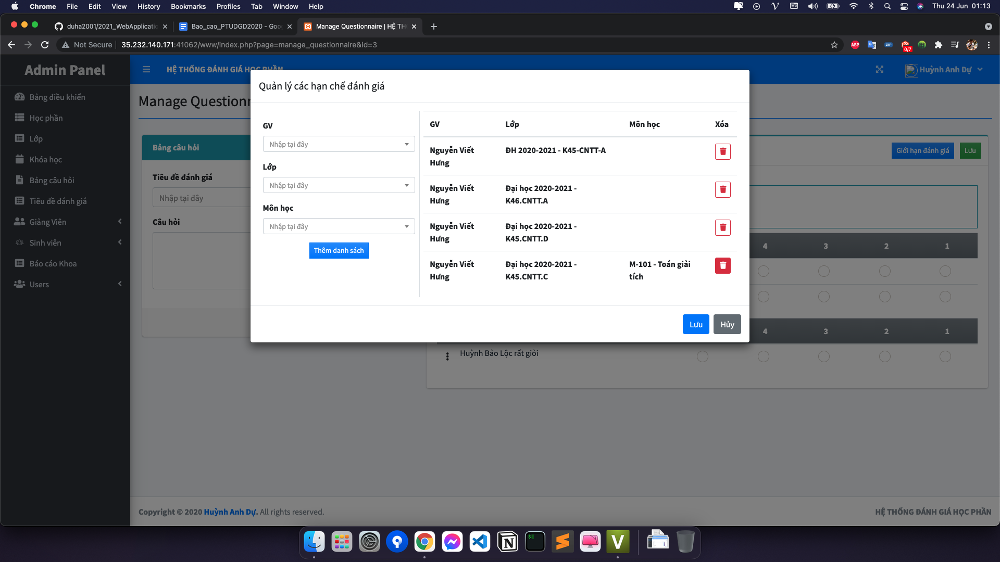 Chrome File Edit View History Bookmarks Profiles Tab Window Help
Thu 24 Jun 01:13
duha2001/2021_WebApplicatio
Bao_cao_PTUDGD2020 - Goo
Manage Questionnaire | HỆ TH
Not Secure 35.232.140.171:41062/www/index.php?page=manage_questionnaire&id=3
ABP
ZIP
0/7
Admin Panel
HỆ THỐNG ĐÁNH GIÁ HỌC PHẦN
Huỳnh Anh Dự
Bảng điều khiển
Học phần
Lớp
Khóa học
Bảng câu hỏi
Tiêu đề đánh giá
Giảng Viên
Sinh viên
Báo cáo Khoa
Users
Manage Questionn
Bảng câu hỏi
Tiêu đề đánh giá
Nhập tại đây
Câu hỏi
Quản lý các hạn chế đánh giá
GV
Nhập tại đây
Lớp
Nhập tại đây
Môn học
Nhập tại đây
Thêm danh sách
GV Lớp Môn học Xóa
Nguyễn Viết Hưng ĐH 2020-2021 - K45-CNTT-A
Nguyễn Viết Hưng Đại học 2020-2021 - K46.CNTT.A
Nguyễn Viết Hưng Đại học 2020-2021 - K45.CNTT.D
Nguyễn Viết Hưng Đại học 2020-2021 - K45.CNTT.C M-101 - Toán giải tích
Lưu Hủy
Giới hạn đánh giá Lưu
4 3 2 1
4 3 2 1
Huỳnh Bảo Lộc rất giỏi
Copyright © 2020 Huỳnh Anh Dự. All rights reserved.
HỆ THỐNG ĐÁNH GIÁ HỌC PHẦN